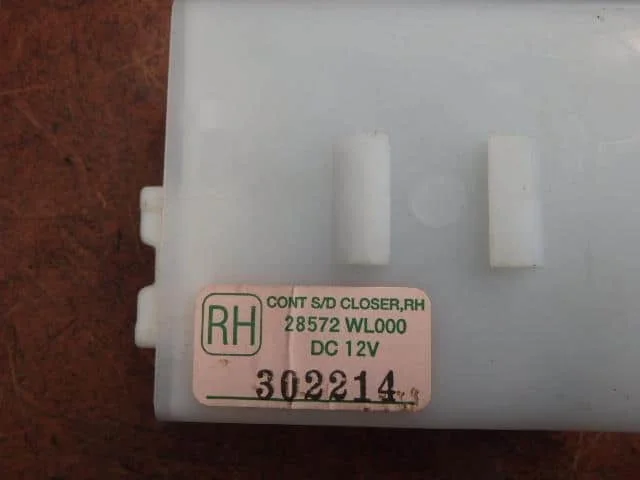 RH
CONT S/D CLOSER,RH
28572 WL000
DC 12V
302214